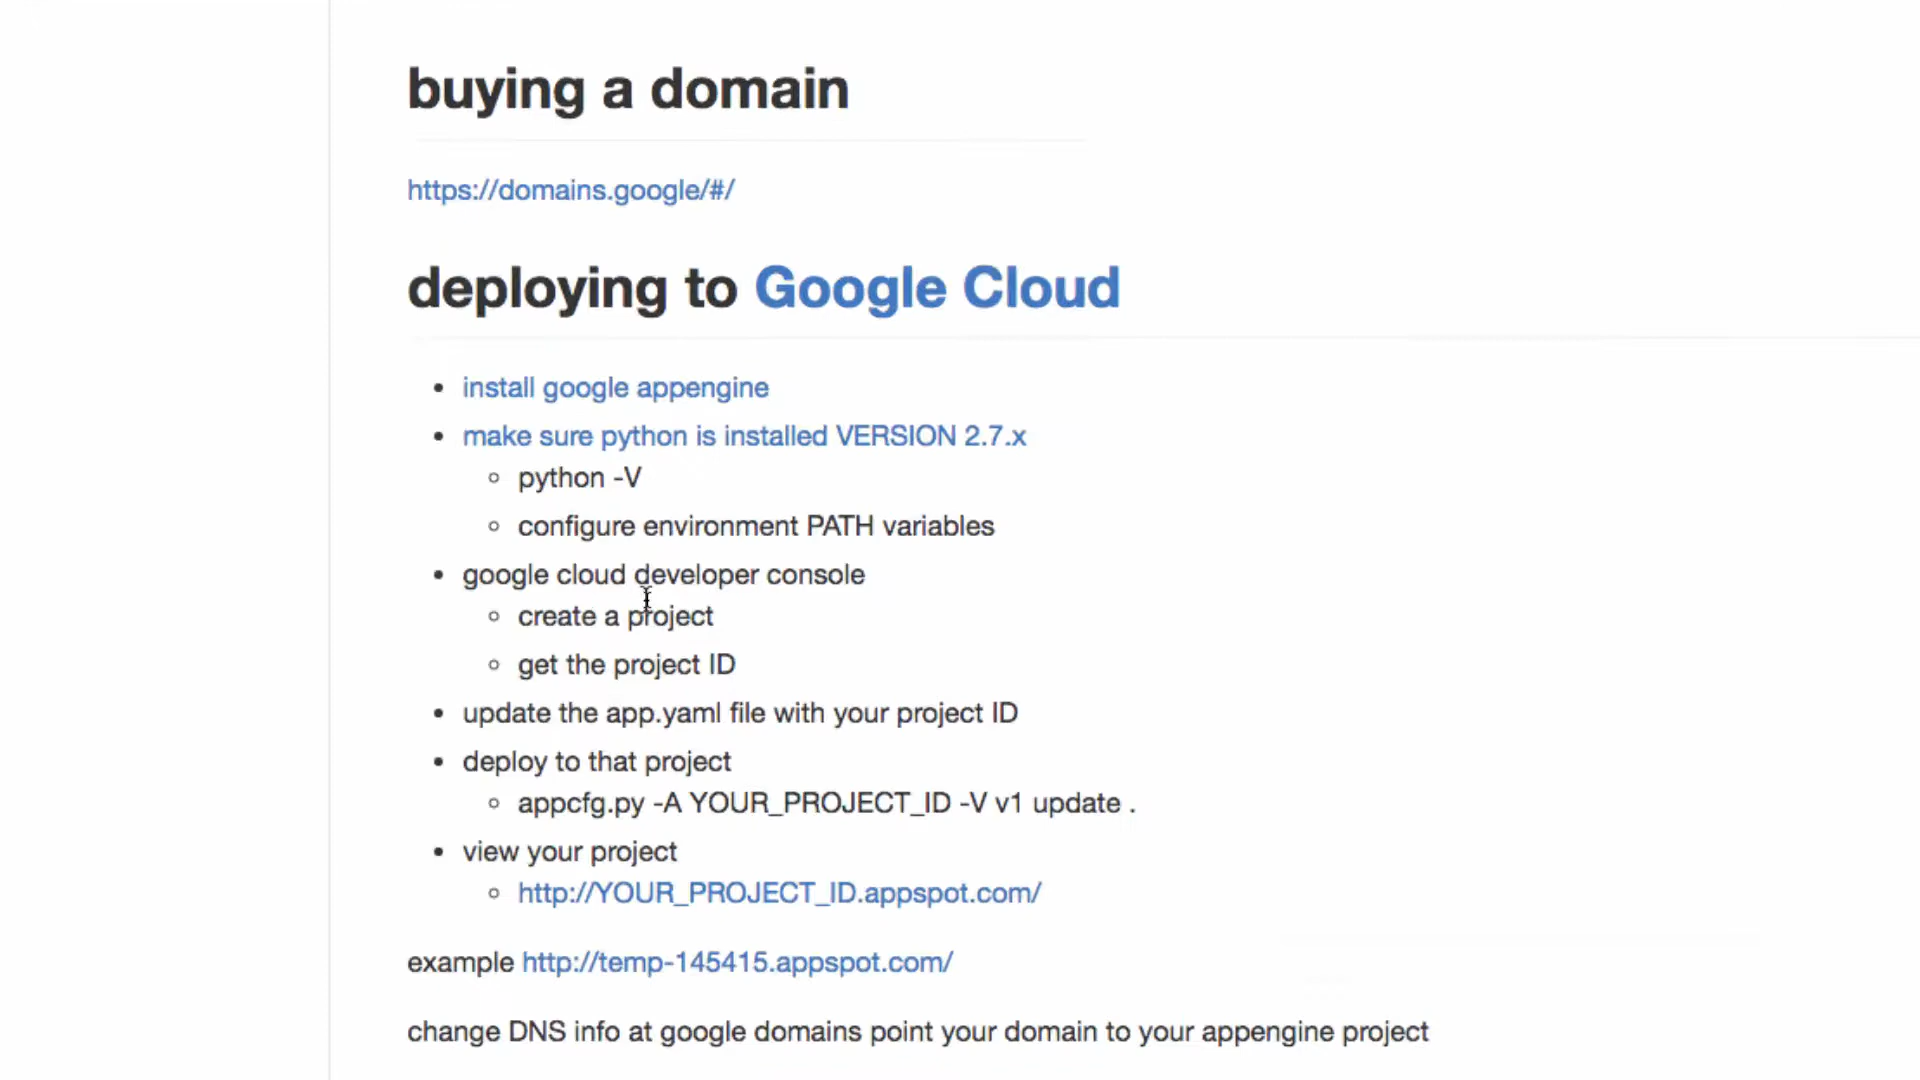 buying a domain
https://domains.google/#/
deploying to Google Cloud
install google appengine
make sure python is installed VERSION 2.7.x
python -V
configure environment PATH variables
google cloud developer console
create a project
get the project ID
update the app.yaml file with your project ID
deploy to that project
appcfg.py -A YOUR_PROJECT_ID -V v1 update .
view your project
http://YOUR_PROJECT_ID.appspot.com/
example http://temp-145415.appspot.com/
change DNS info at google domains point your domain to your appengine project